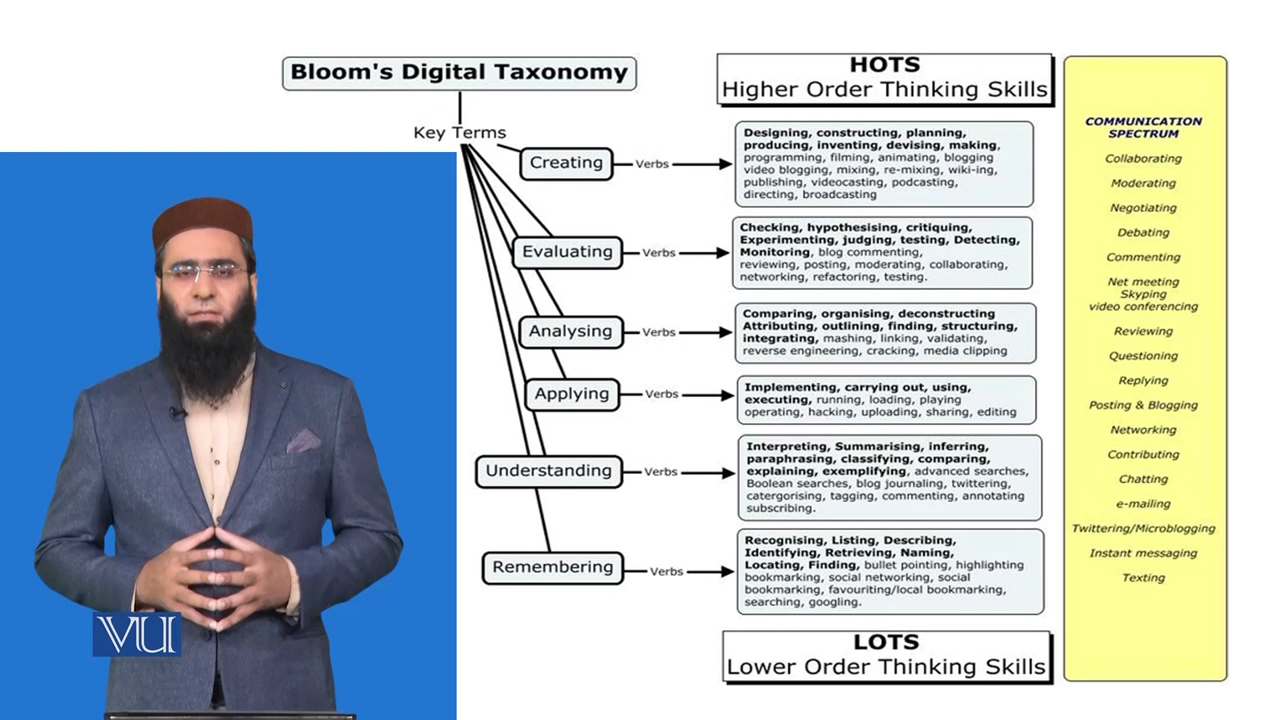 Bloom's Digital Taxonomy
Key Terms
HOTS
Higher Order Thinking Skills
Creating
Verbs
Designing, constructing, planning,
producing, inventing, devising, making,
programming, filming, animating, blogging
video blogging, mixing, re-mixing, wiki-ing,
publishing, videocasting, podcasting,
directing, broadcasting
Evaluating
Verbs
Checking, hypothesising, critiquing,
Experimenting, judging, testing, Detecting,
Monitoring, blog commenting,
reviewing, posting, moderating, collaborating,
networking, refactoring, testing.
Analysing
Verbs
Comparing, organising, deconstructing
Attributing, outlining, finding, structuring,
integrating, mashing, linking, validating,
reverse engineering, cracking, media clipping
Applying
Verbs
Implementing, carrying out, using,
executing, running, loading, playing
operating, hacking, uploading, sharing, editing
Understanding
Verbs
Interpreting, Summarising, inferring,
paraphrasing, classifying, comparing,
explaining, exemplifying, advanced searches,
Boolean searches, blog journaling, twittering,
catergorising, tagging, commenting, annotating
subscribing.
Remembering
Verbs
Recognising, Listing, Describing,
Identifying, Retrieving, Naming,
Locating, Finding, bullet pointing, highlighting
bookmarking, social networking, social
bookmarking, favouriting/local bookmarking,
searching, googling.
LOTS
Lower Order Thinking Skills
COMMUNICATION
SPECTRUM
Collaborating
Moderating
Negotiating
Debating
Commenting
Net meeting
Skyping
video conferencing
Reviewing
Questioning
Replying
Posting & Blogging
Networking
Contributing
Chatting
e-mailing
Twittering/Microblogging
Instant messaging
Texting
VU